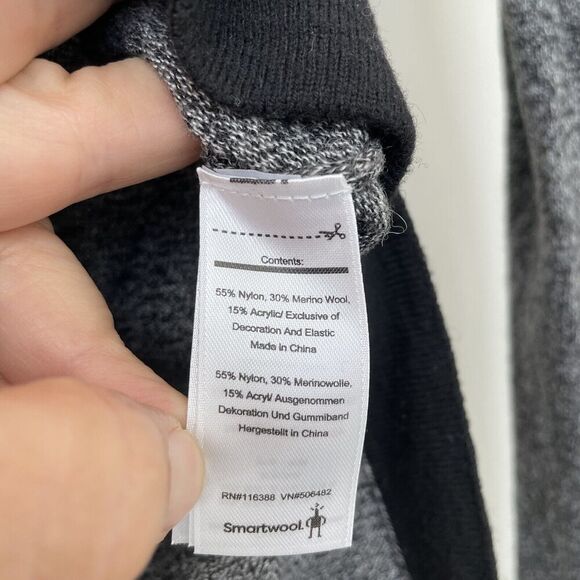 Contents:
55% Nylon, 30% Merino Wool,
15% Acrylic/ Exclusive of
Decoration And Elastic
Made in China
55% Nylon, 30% Merinowolle,
15% Acryl/ Ausgenommen
Dekoration Und Gummiband
Hergestellt in China
RN#116388 VN#506482
Smartwool